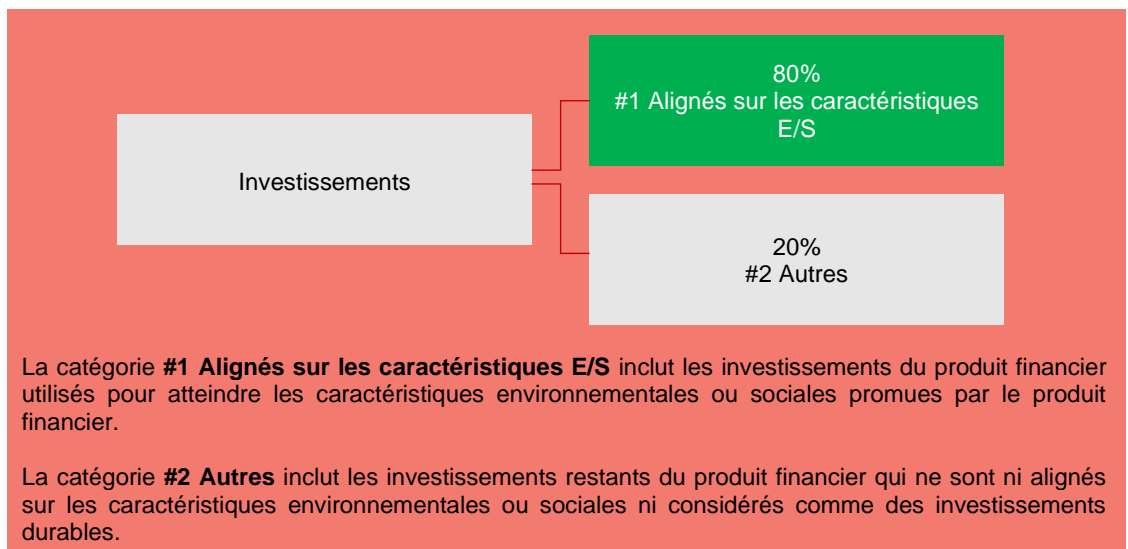 80%
#1 Alignés sur les caractéristiques
E/S
Investissements
20%
#2 Autres
La catégorie #1 Alignés sur les caractéristiques E/S inclut les investissements du produit financier
utilisés pour atteindre les caractéristiques environnementales ou sociales promues par le produit
financier.
La catégorie #2 Autres inclut les investissements restants du produit financier qui ne sont ni alignés
sur les caractéristiques environnementales ou sociales ni considérés comme des investissements
durables.